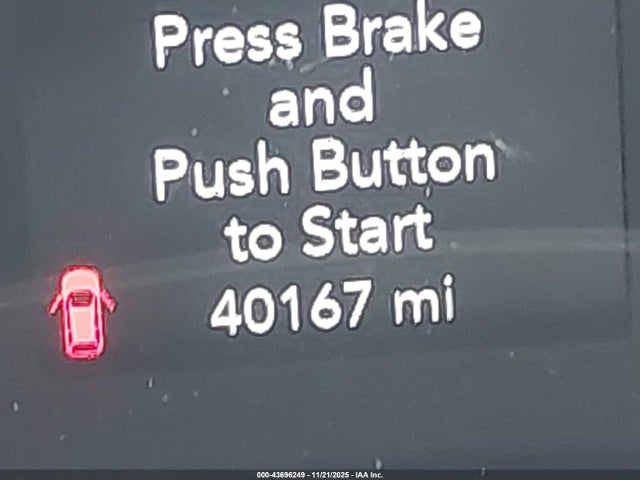 Press Brake
and
Push Button
to Start
40167 mi
000-43696249 - 11/21/2025 - IAA Inc.